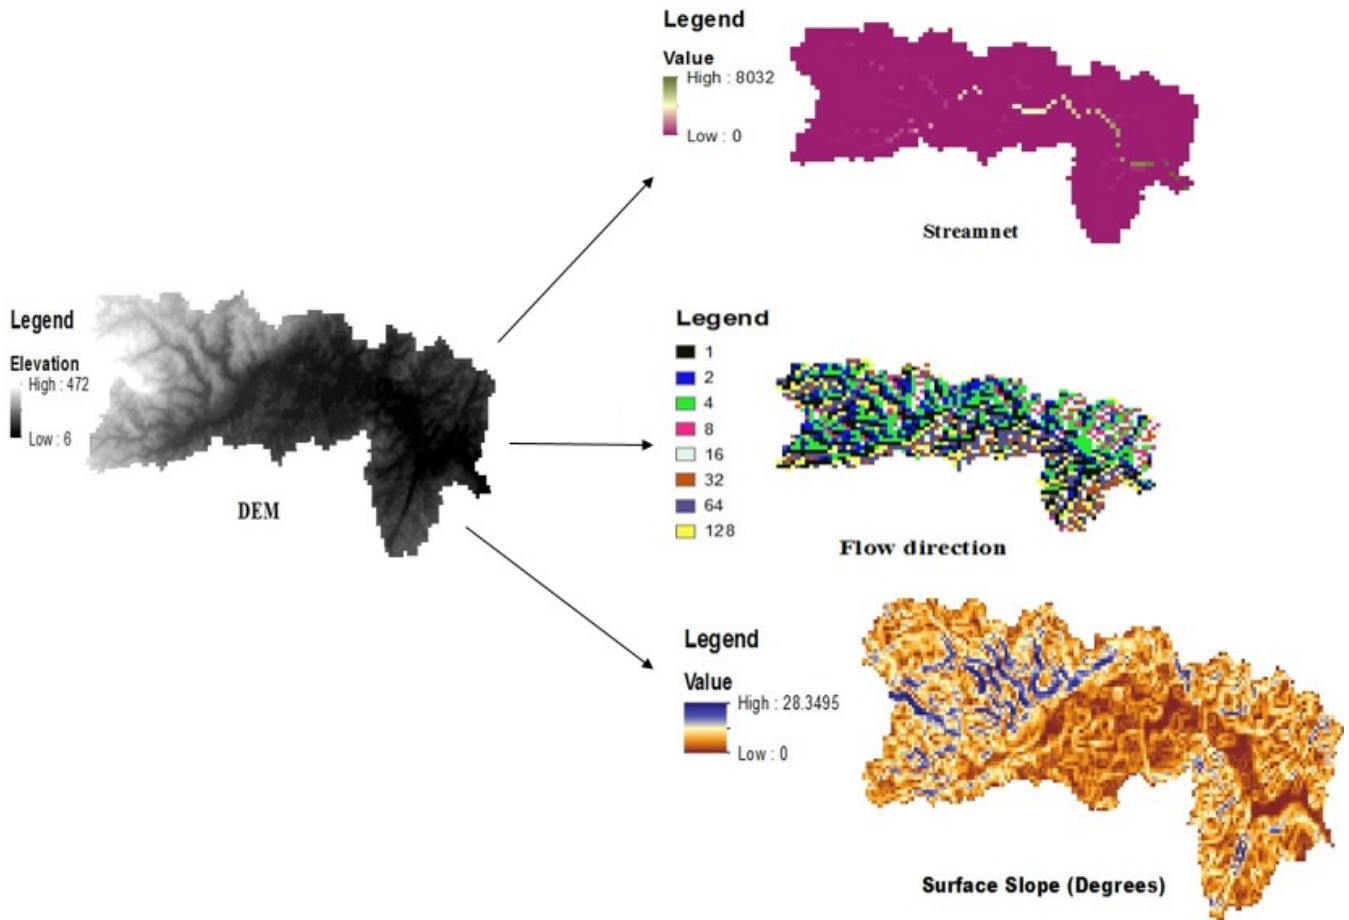 Legend
Value
High : 8032
Low : 0
Streamnet
Legend
Elevation
High : 472
Low : 6
DEM
Legend
1
2
4
8
16
32
64
128
Flow direction
Legend
Value
High : 28.3495
Low : 0
Surface Slope (Degrees)